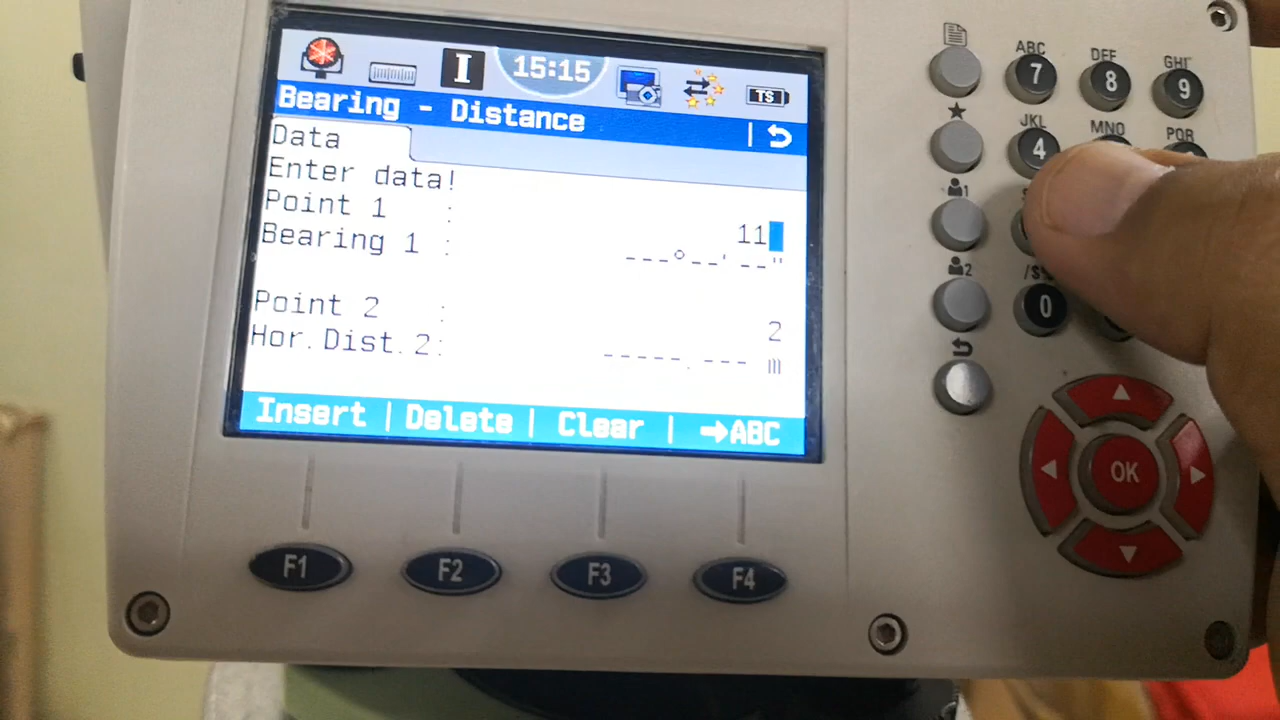 I 15:15 TS
Bearing - Distance
Data
Enter data!
Point 1 : 11
Bearing 1 : ---°--'--"
Point 2 : 2
Hor.Dist.2: -----.--- m
Insert | Delete | Clear | →ABC
F1 F2 F3 F4
ABC DEF GHI
7 8 9
JKL MNO PQR
4
1
2
/$
0
OK